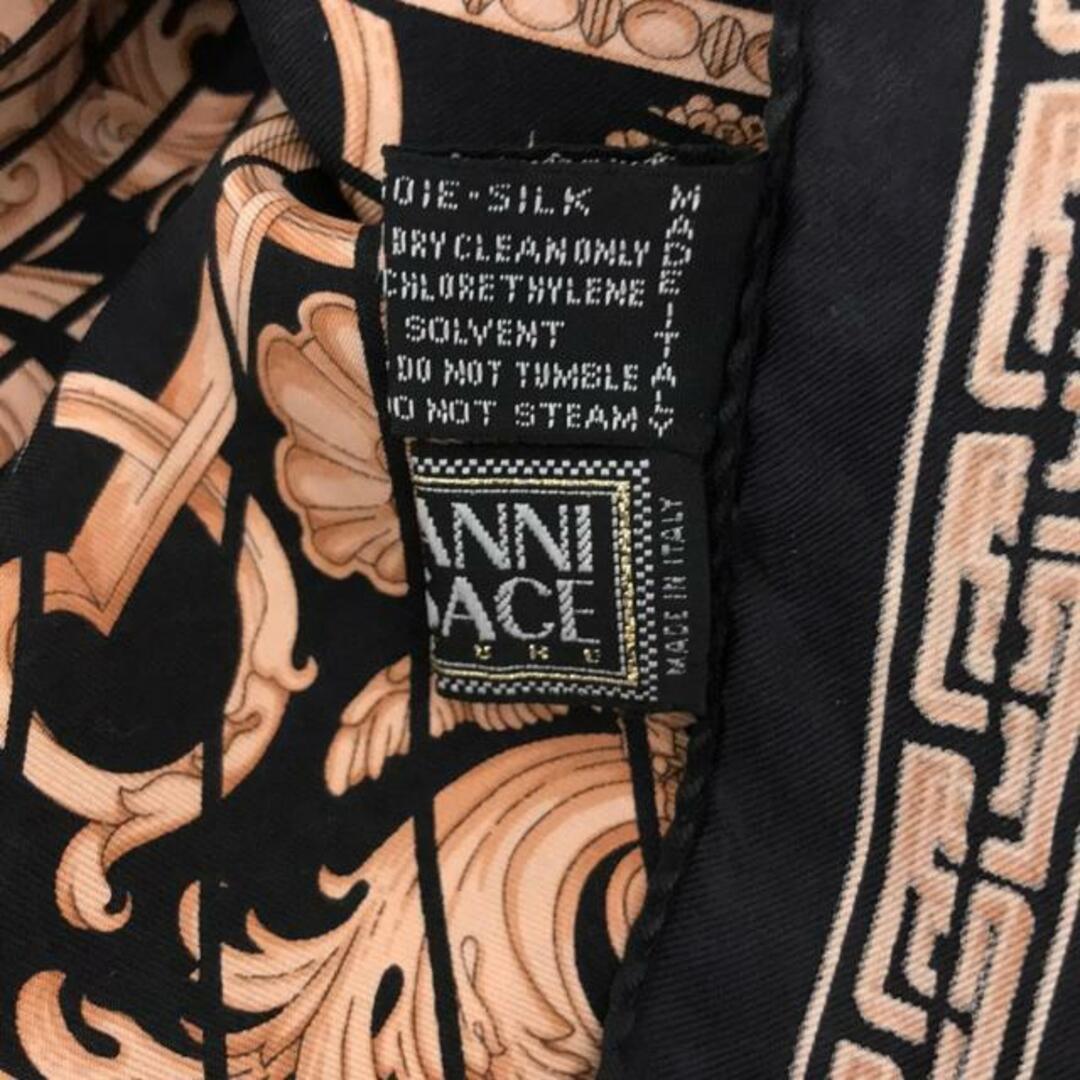 OIE-SILK
DRY CLEAN ONLY
CHLORETHYLENE
SOLVENT
DO NOT TUMBLE
DO NOT STEAM
MADE IN ITALY
ANNI
SACE
MADE IN ITALY